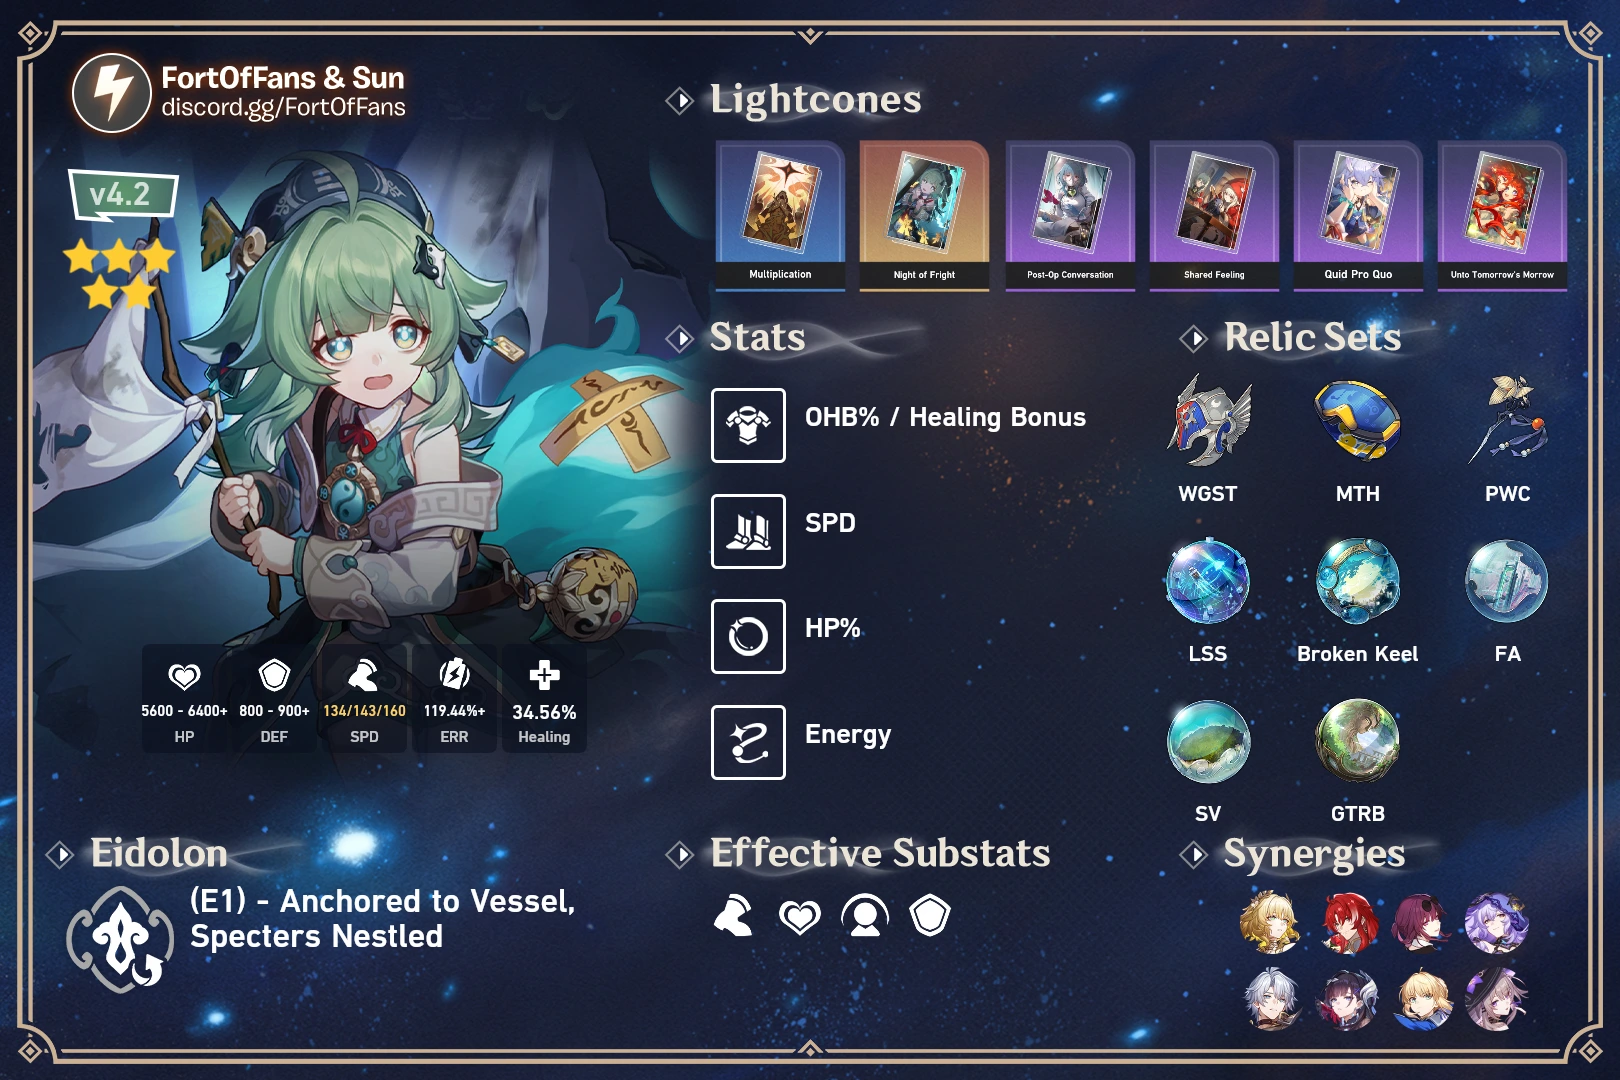 FortOfFans & Sun
discord.gg/FortOfFans
v4.2
5600 - 6400+
HP
800 - 900+
DEF
134/143/160
SPD
119.44%+
ERR
34.56%
Healing
Eidolon
(E1) - Anchored to Vessel,
Specters Nestled
Lightcones
Multiplication
Night of Fright
Post-Op Conversation
Shared Feeling
Quid Pro Quo
Unto Tomorrow's Morrow
Stats
OHB% / Healing Bonus
SPD
HP%
Energy
Relic Sets
WGST
MTH
PWC
LSS
Broken Keel
FA
SV
GTRB
Effective Substats
Synergies